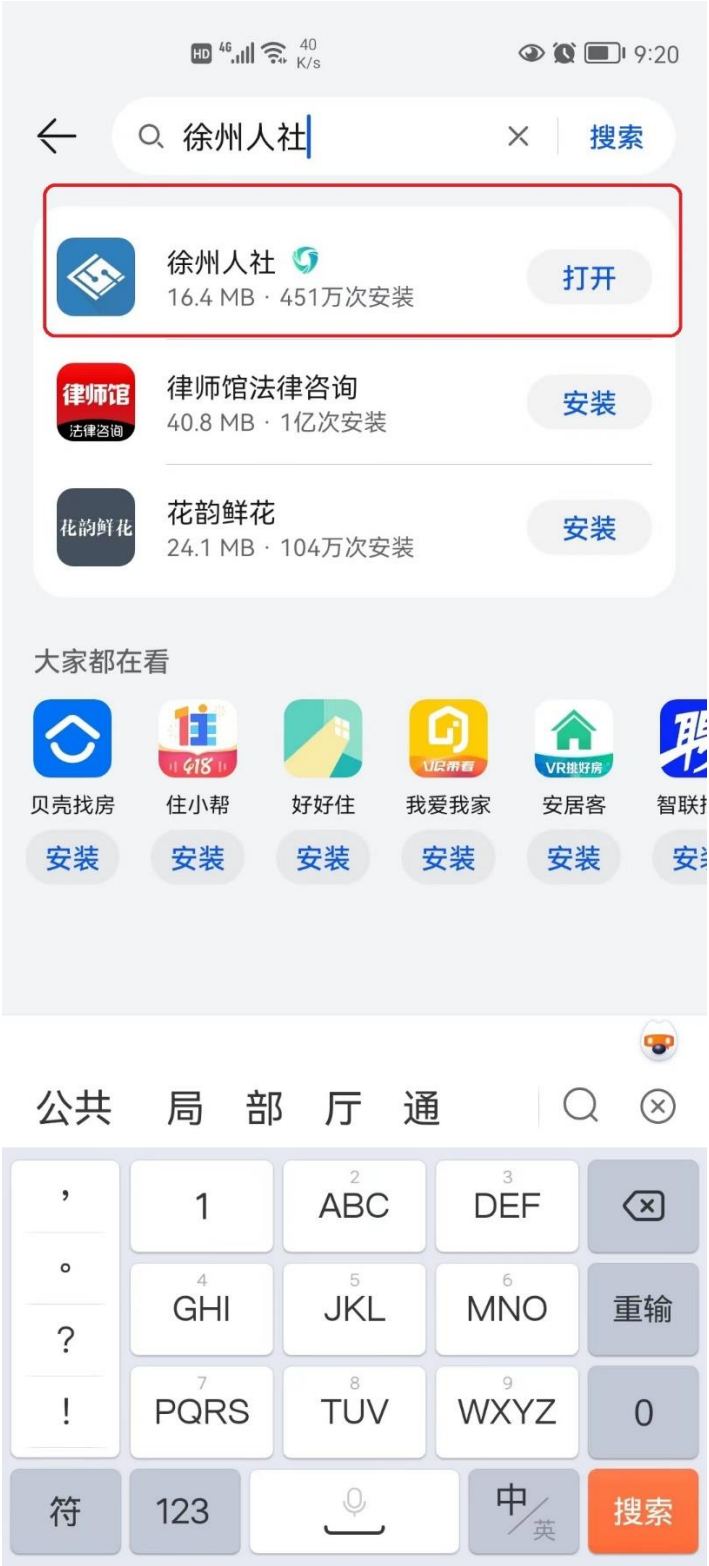 HD 4G 40 K/s 9:20
徐州人社 搜索
徐州人社
16.4 MB · 451万次安装
打开
律师馆
法律咨询
律师馆法律咨询
40.8 MB · 1亿次安装
安装
花韵鲜花
花韵鲜花
24.1 MB · 104万次安装
安装
大家都在看
住
418
VR带看
VR挑好房
贝壳找房 住小帮 好好住 我爱我家 安居客 智联
安装 安装 安装 安装 安装 安
公共 局 部 厅 通
， 1 2 ABC 3 DEF
。 4 GHI 5 JKL 6 MNO 重输
？
！ 7 PQRS 8 TUV 9 WXYZ 0
符 123 中/英 搜索